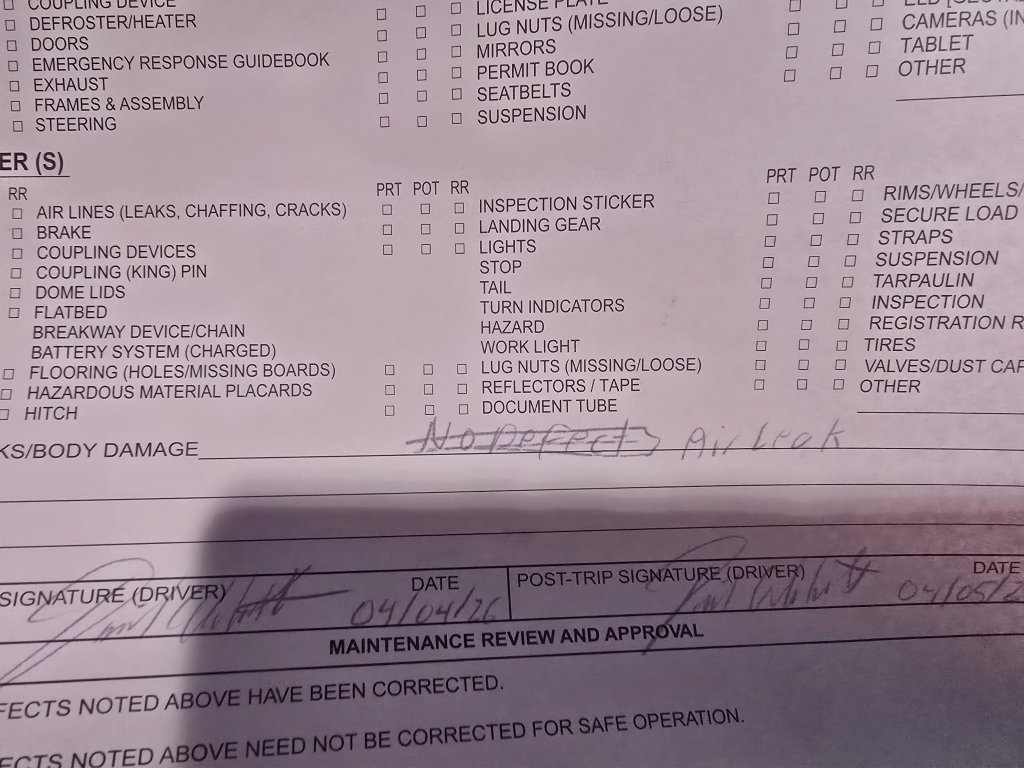 COUPLING DEVICE
DEFROSTER/HEATER
DOORS
EMERGENCY RESPONSE GUIDEBOOK
EXHAUST
FRAMES & ASSEMBLY
STEERING
LICENSE PLATE
LUG NUTS (MISSING/LOOSE)
MIRRORS
PERMIT BOOK
SEATBELTS
SUSPENSION
CAMERAS (IN
TABLET
OTHER
ER (S)
RR
AIR LINES (LEAKS, CHAFFING, CRACKS)
BRAKE
COUPLING DEVICES
COUPLING (KING) PIN
DOME LIDS
FLATBED
BREAKWAY DEVICE/CHAIN
BATTERY SYSTEM (CHARGED)
FLOORING (HOLES/MISSING BOARDS)
HAZARDOUS MATERIAL PLACARDS
HITCH
PRT POT RR
INSPECTION STICKER
LANDING GEAR
LIGHTS
STOP
TAIL
TURN INDICATORS
HAZARD
WORK LIGHT
LUG NUTS (MISSING/LOOSE)
REFLECTORS / TAPE
DOCUMENT TUBE
PRT POT RR
RIMS/WHEELS/
SECURE LOAD
STRAPS
SUSPENSION
TARPAULIN
INSPECTION
REGISTRATION R
TIRES
VALVES/DUST CAP
OTHER
KS/BODY DAMAGE No Defects Air Leak
SIGNATURE (DRIVER) DATE 04/04/26
POST-TRIP SIGNATURE (DRIVER) DATE 04/05/2
MAINTENANCE REVIEW AND APPROVAL
FECTS NOTED ABOVE HAVE BEEN CORRECTED.
ECTS NOTED ABOVE NEED NOT BE CORRECTED FOR SAFE OPERATION.